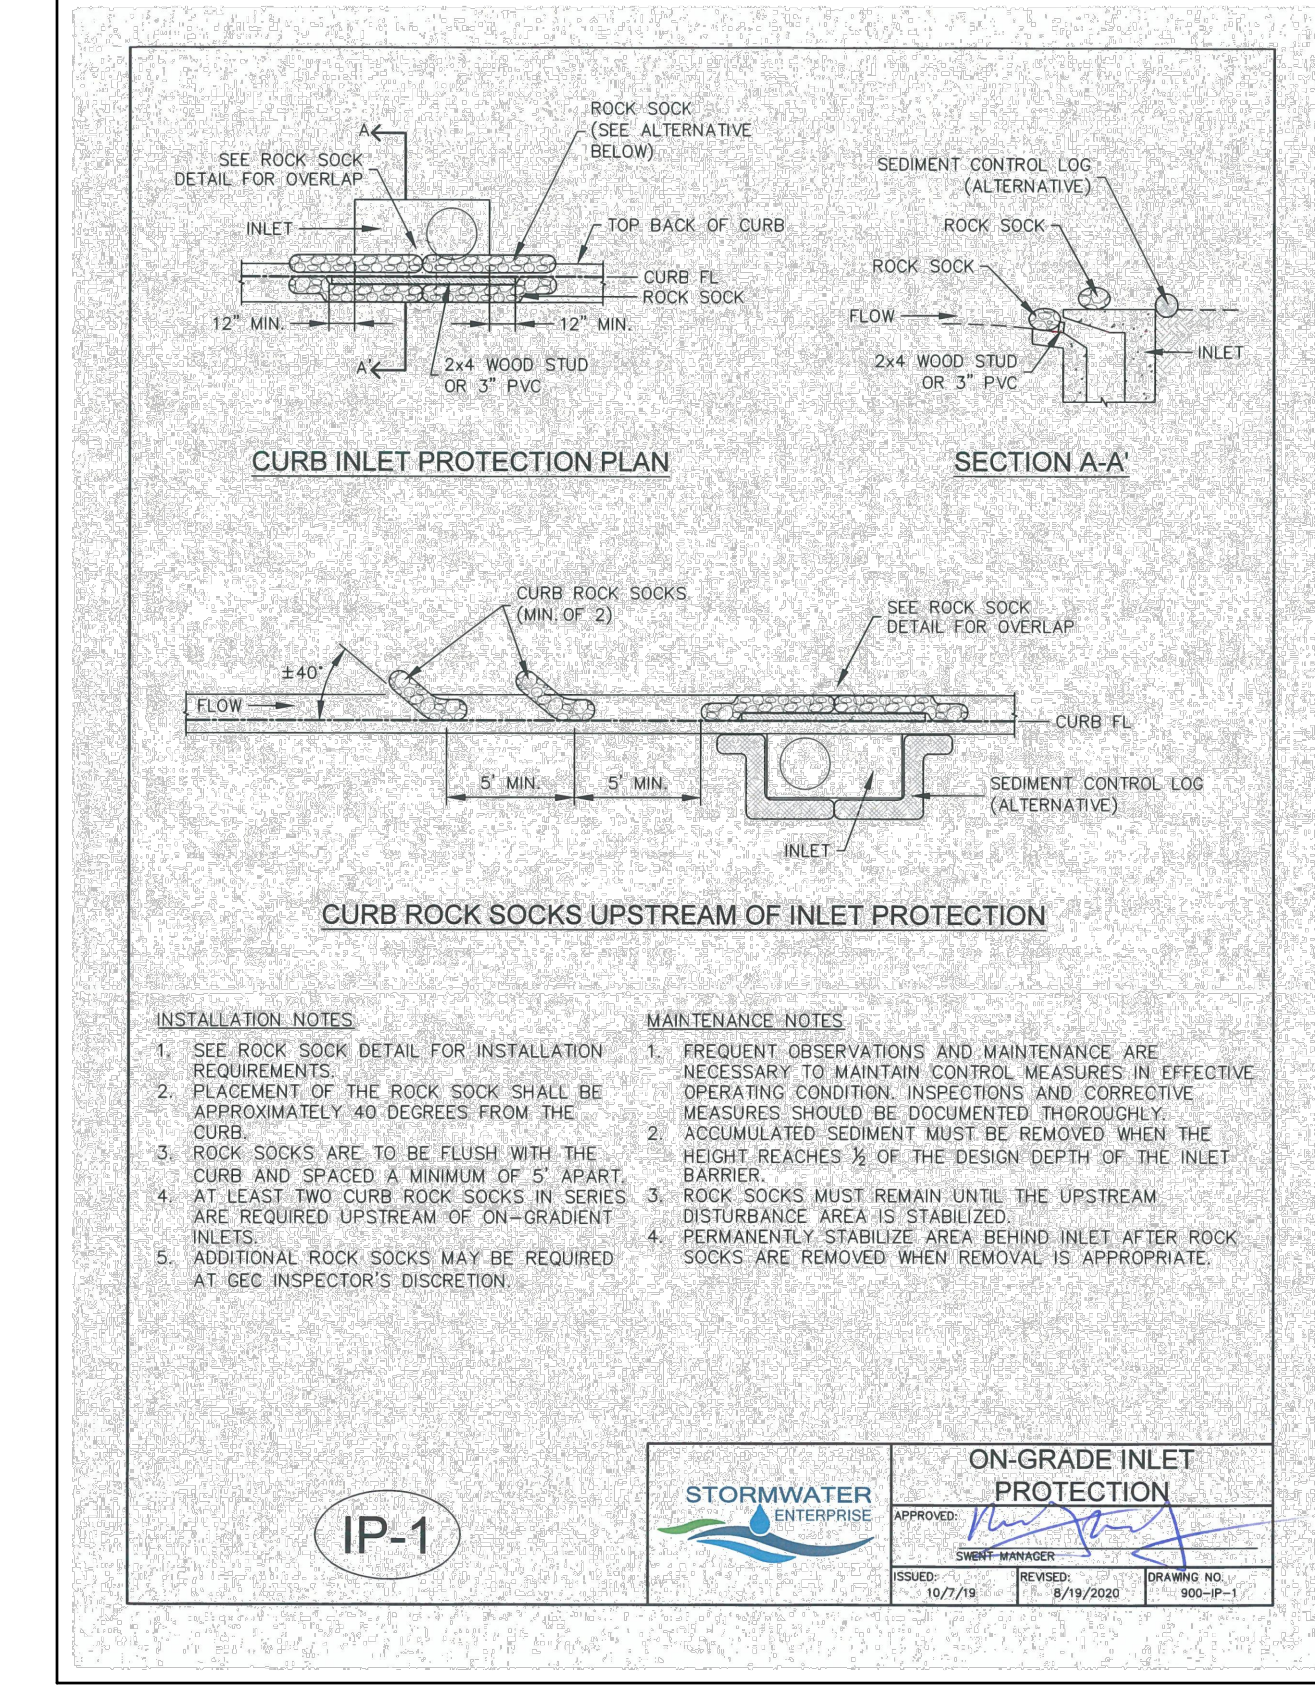 A
ROCK SOCK
(SEE ALTERNATIVE
BELOW)
SEE ROCK SOCK
DETAIL FOR OVERLAP
INLET
TOP BACK OF CURB
CURB FL
ROCK SOCK
12" MIN.
12" MIN.
A'
2x4 WOOD STUD
OR 3" PVC
CURB INLET PROTECTION PLAN
SEDIMENT CONTROL LOG
(ALTERNATIVE)
ROCK SOCK
ROCK SOCK
FLOW
2x4 WOOD STUD
OR 3" PVC
INLET
SECTION A-A'
CURB ROCK SOCKS
(MIN. OF 2)
SEE ROCK SOCK
DETAIL FOR OVERLAP
±40°
FLOW
CURB FL
5' MIN.
5' MIN.
SEDIMENT CONTROL LOG
(ALTERNATIVE)
INLET
CURB ROCK SOCKS UPSTREAM OF INLET PROTECTION
INSTALLATION NOTES
1. SEE ROCK SOCK DETAIL FOR INSTALLATION
REQUIREMENTS.
2. PLACEMENT OF THE ROCK SOCK SHALL BE
APPROXIMATELY 40 DEGREES FROM THE
CURB.
3. ROCK SOCKS ARE TO BE FLUSH WITH THE
CURB AND SPACED A MINIMUM OF 5' APART.
4. AT LEAST TWO CURB ROCK SOCKS IN SERIES
ARE REQUIRED UPSTREAM OF ON-GRADIENT
INLETS.
5. ADDITIONAL ROCK SOCKS MAY BE REQUIRED
AT GEC INSPECTOR'S DISCRETION.
MAINTENANCE NOTES
1. FREQUENT OBSERVATIONS AND MAINTENANCE ARE
NECESSARY TO MAINTAIN CONTROL MEASURES IN EFFECTIVE
OPERATING CONDITION. INSPECTIONS AND CORRECTIVE
MEASURES SHOULD BE DOCUMENTED THOROUGHLY.
2. ACCUMULATED SEDIMENT MUST BE REMOVED WHEN THE
HEIGHT REACHES ½ OF THE DESIGN DEPTH OF THE INLET
BARRIER.
3. ROCK SOCKS MUST REMAIN UNTIL THE UPSTREAM
DISTURBANCE AREA IS STABILIZED.
4. PERMANENTLY STABILIZE AREA BEHIND INLET AFTER ROCK
SOCKS ARE REMOVED WHEN REMOVAL IS APPROPRIATE.
IP-1
STORMWATER
ENTERPRISE
ON-GRADE INLET
PROTECTION
APPROVED:
SWENT MANAGER
ISSUED:
10/7/19
REVISED:
8/19/2020
DRAWING NO.
900-IP-1